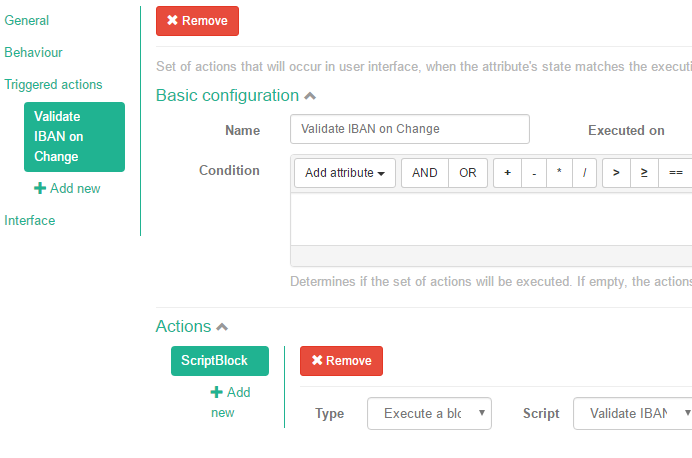 General
Behaviour
Triggered actions
Validate
IBAN on
Change
Add new
Interface
Remove
Set of actions that will occur in user interface, when the attribute's state matches the
Basic configuration
Name Validate IBAN on Change Executed on
Condition Add attribute AND OR + - * / > ≥ ==
Determines if the set of actions will be executed. If empty, the actions
Actions
ScriptBlock
Add
new
Remove
Type Execute a Script Validate IBAN